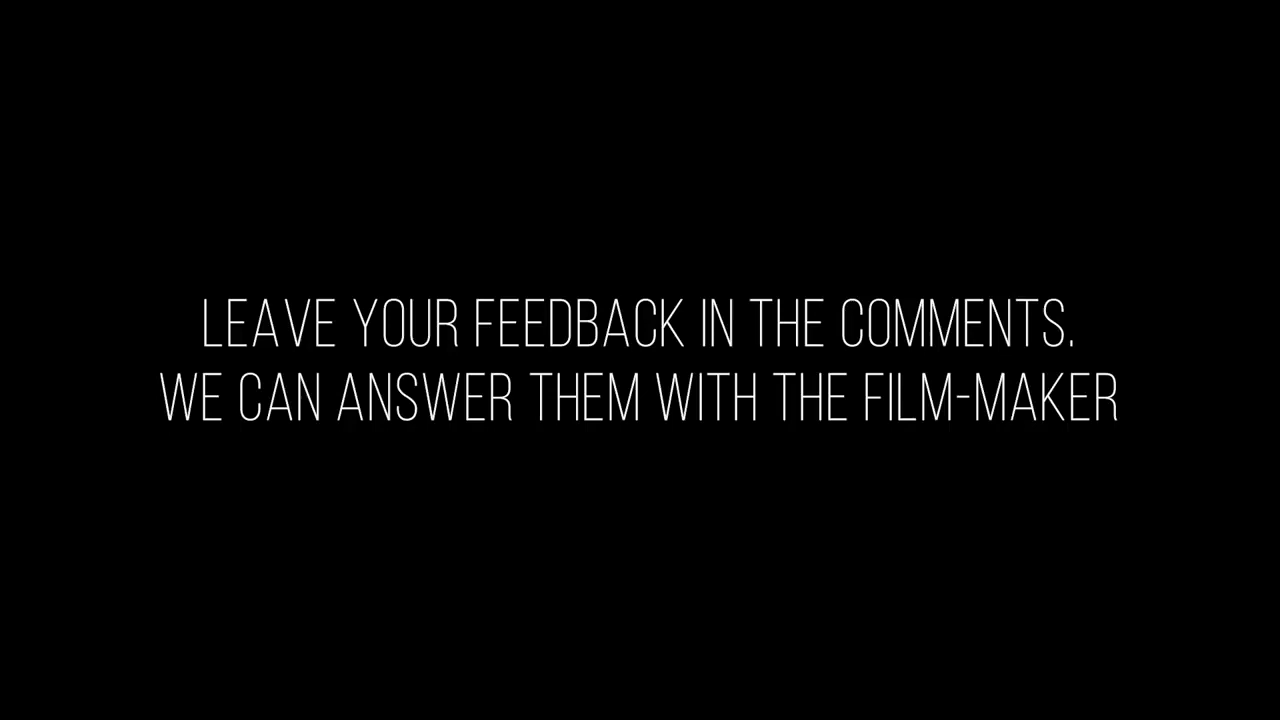 LEAVE YOUR FEEDBACK IN THE COMMENTS.
WE CAN ANSWER THEM WITH THE FILM-MAKER